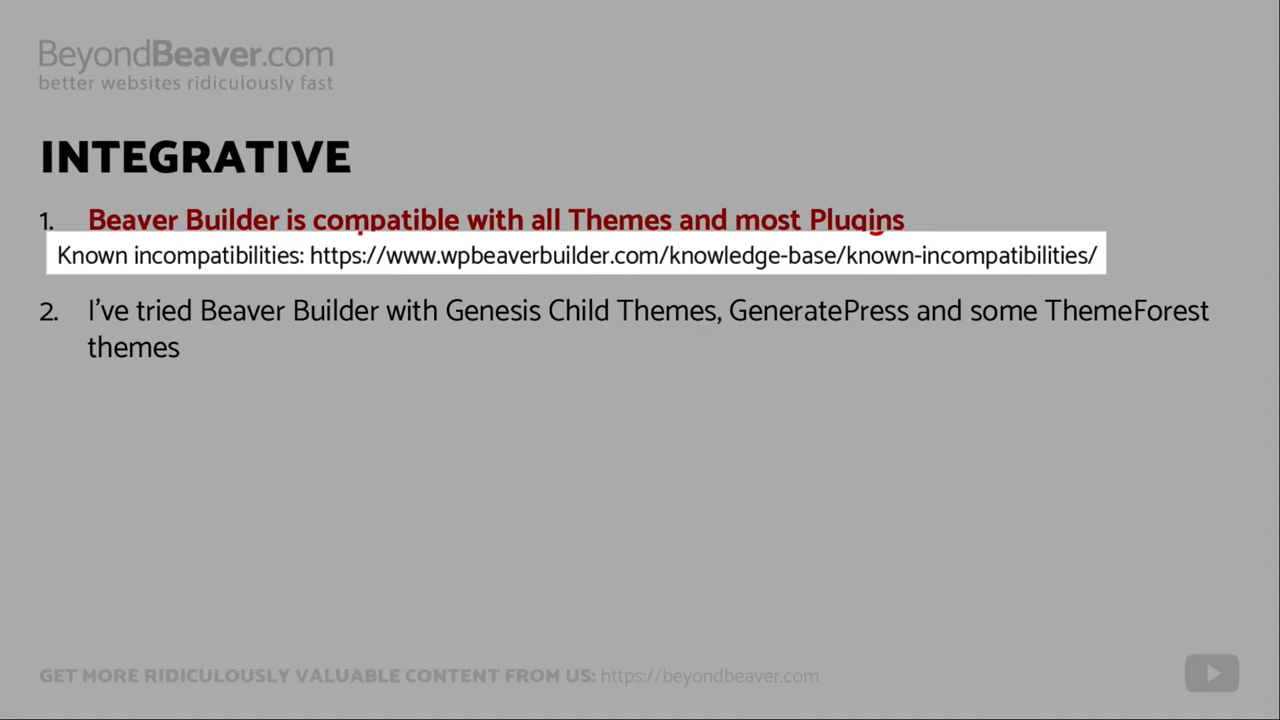 BeyondBeaver.com
better websites ridiculously fast
INTEGRATIVE
1. Beaver Builder is compatible with all Themes and most Plugins
Known incompatibilities: https://www.wpbeaverbuilder.com/knowledge-base/known-incompatibilities/
2. I've tried Beaver Builder with Genesis Child Themes, GeneratePress and some ThemeForest
themes
GET MORE RIDICULOUSLY VALUABLE CONTENT FROM US: https://beyondbeaver.com